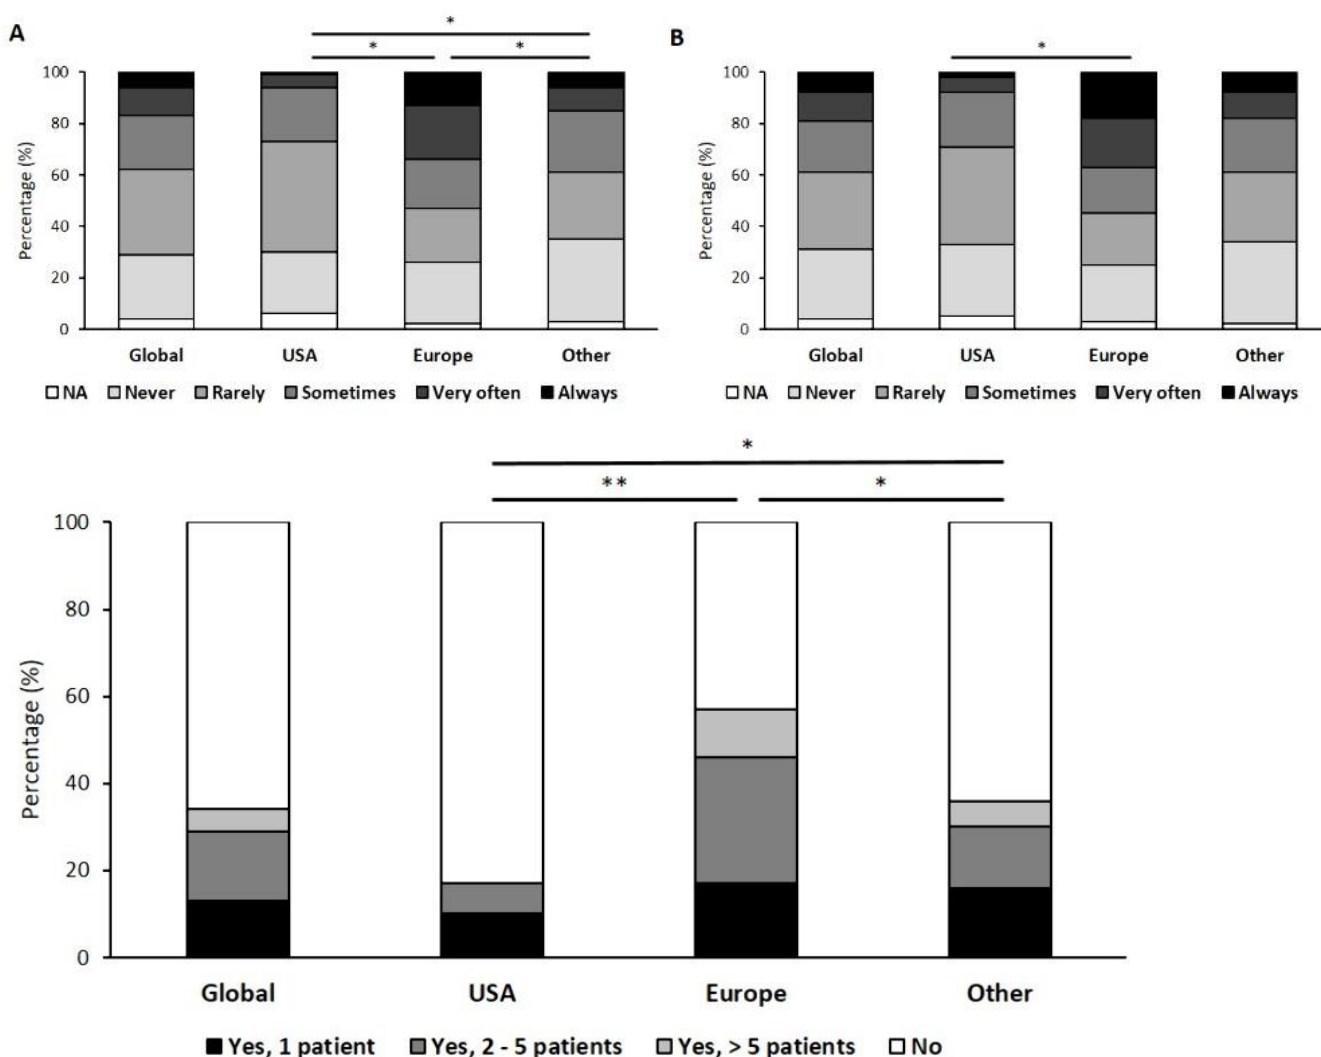 A
*
* *
Percentage (%)
100
80
60
40
20
0
Global USA Europe Other
NA Never Rarely Sometimes Very often Always
B
*
Percentage (%)
100
80
60
40
20
0
Global USA Europe Other
NA Never Rarely Sometimes Very often Always
*
** *
Percentage (%)
100
80
60
40
20
0
Global USA Europe Other
Yes, 1 patient Yes, 2 - 5 patients Yes, > 5 patients No